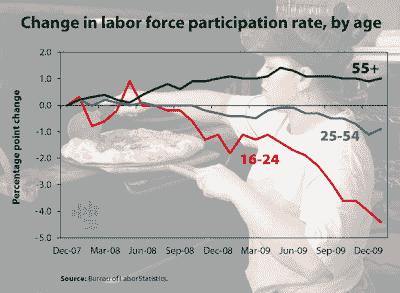 Change in labor force participation rate, by age
Percentage point change
2.0
1.0
0.0
-1.0
-2.0
-3.0
-4.0
-5.0
55+
25-54
16-24
Dec-07 Mar-08 Jun-08 Sep-08 Dec-08 Mar-09 Jun-09 Sep-09 Dec-09
Source: Bureau of Labor Statistics.